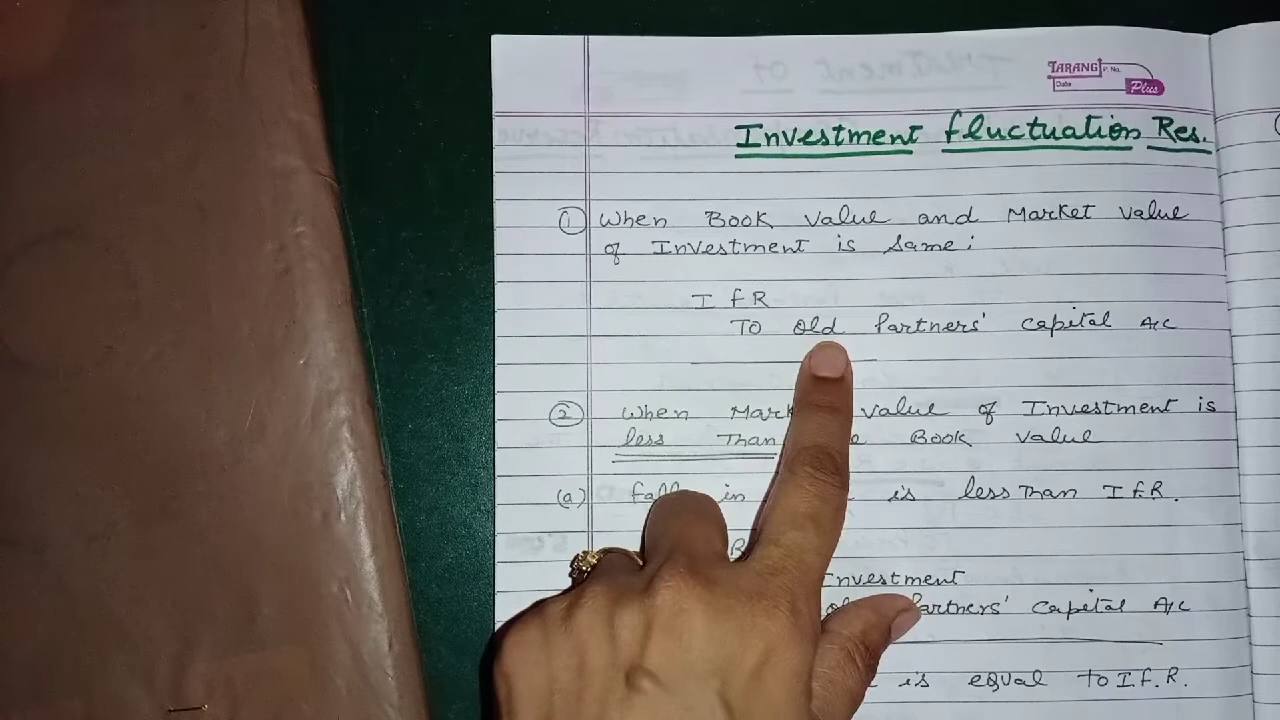 TARANG P. No.
Date
Plus
Investment fluctuation Res.
① When Book value and Market value
of Investment is same:
I f R
To old Partners' capital A/c
② When value of Investment is
less Than Book value
(a) in is less Than I.f.R.
Investment
Partners' capital A/c
is equal to I.f.R.